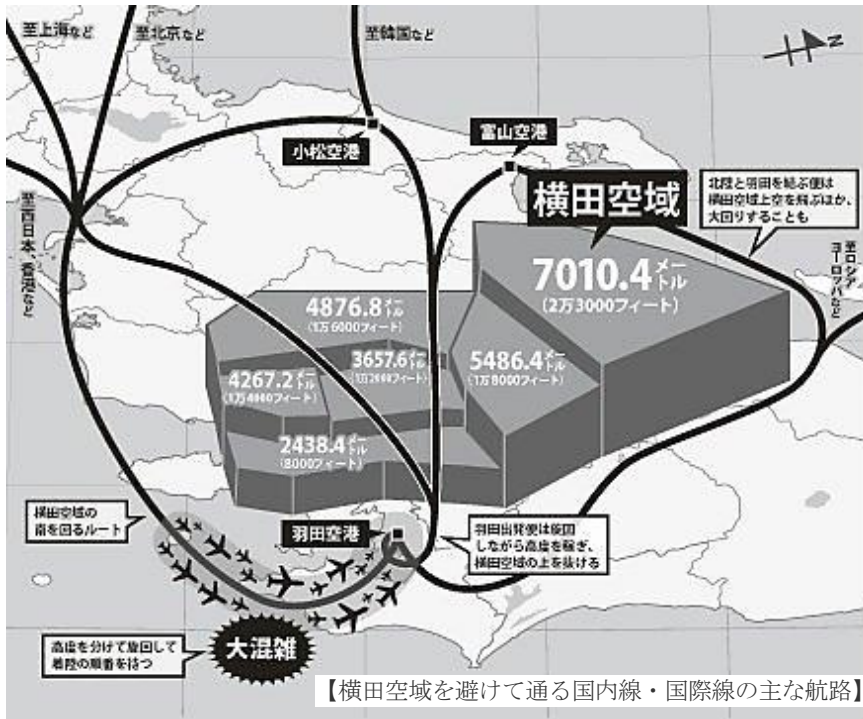 至上海など
至北京など
至韓国など
N
小松空港
富山空港
横田空域
北陸と羽田を結ぶ便は
横田空域上空を飛ぶほか、
大回りすることも
至西日本、香港など
至ロシア
ヨーロッパなど
7010.4メートル
(2万3000フィート)
4876.8メートル
(1万6000フィート)
3657.6メートル
(1万2000フィート)
5486.4メートル
(1万8000フィート)
4267.2メートル
(1万4000フィート)
2438.4メートル
(8000フィート)
横田空域の
南を回るルート
羽田空港
羽田出発便は旋回
しながら高度を稼ぎ、
横田空域の上を抜ける
高度を分けて旋回して
着陸の順番を待つ
大混雑
【横田空域を避けて通る国内線・国際線の主な航路】